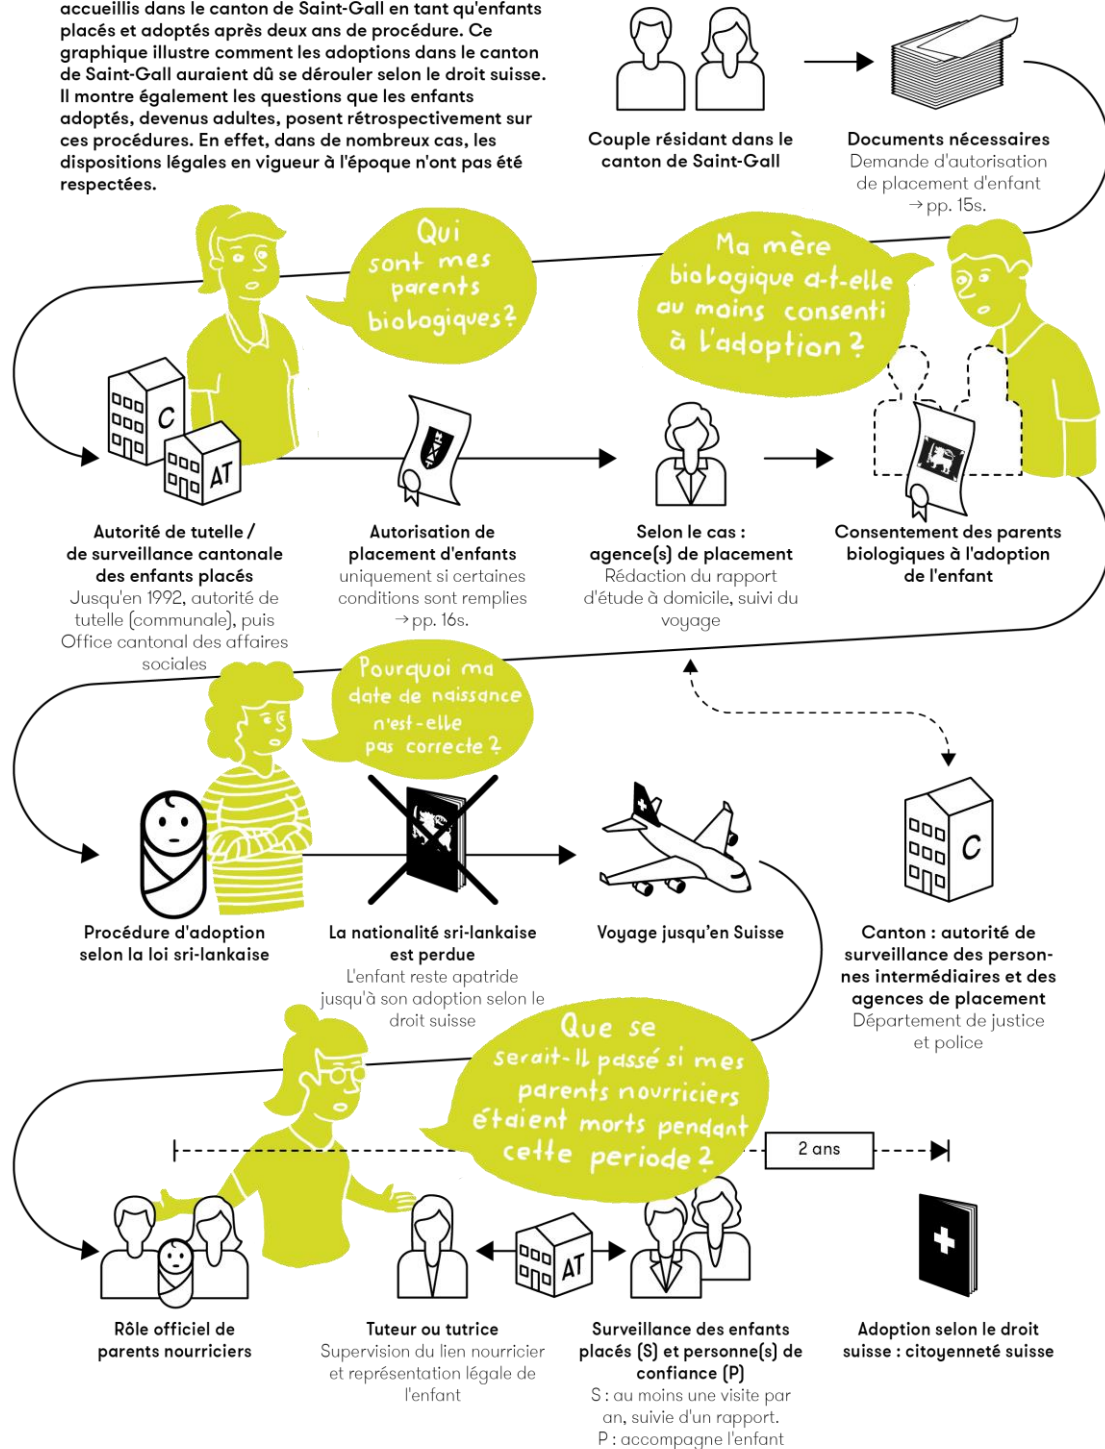 accueillis dans le canton de Saint-Gall en tant qu'enfants
placés et adoptés après deux ans de procédure. Ce
graphique illustre comment les adoptions dans le canton
de Saint-Gall auraient dû se dérouler selon le droit suisse.
Il montre également les questions que les enfants
adoptés, devenus adultes, posent rétrospectivement sur
ces procédures. En effet, dans de nombreux cas, les
dispositions légales en vigueur à l'époque n'ont pas été
respectées.
Couple résidant dans le
canton de Saint-Gall
Documents nécessaires
Demande d'autorisation
de placement d'enfant
→ pp. 15s.
Qui
sont mes
parents
biologiques?
Ma mère
biologique a-t-elle
au moins consenti
à l'adoption?
C
AT
Autorité de tutelle /
de surveillance cantonale
des enfants placés
Jusqu'en 1992, autorité de
tutelle (communale), puis
Office cantonal des affaires
sociales
Autorisation de
placement d'enfants
uniquement si certaines
conditions sont remplies
→ pp. 16s.
Selon le cas :
agence(s) de placement
Rédaction du rapport
d'étude à domicile, suivi du
voyage
Consentement des parents
biologiques à l'adoption
de l'enfant
Pourquoi ma
date de naissance
n'est-elle
pas correcte?
C
Procédure d'adoption
selon la loi sri-lankaise
La nationalité sri-lankaise
est perdue
L'enfant reste apatride
jusqu'à son adoption selon le
droit suisse
Voyage jusqu'en Suisse
Canton : autorité de
surveillance des person-
nes intermédiaires et des
agences de placement
Département de justice
et police
Que se
serait-il passé si mes
parents nourriciers
étaient morts pendant
cette periode?
2 ans
AT
Rôle officiel de
parents nourriciers
Tuteur ou tutrice
Supervision du lien nourricier
et représentation légale de
l'enfant
Surveillance des enfants
placés (S) et personne(s) de
confiance (P)
S : au moins une visite par
an, suivie d'un rapport.
P : accompagne l'enfant
Adoption selon le droit
suisse : citoyenneté suisse